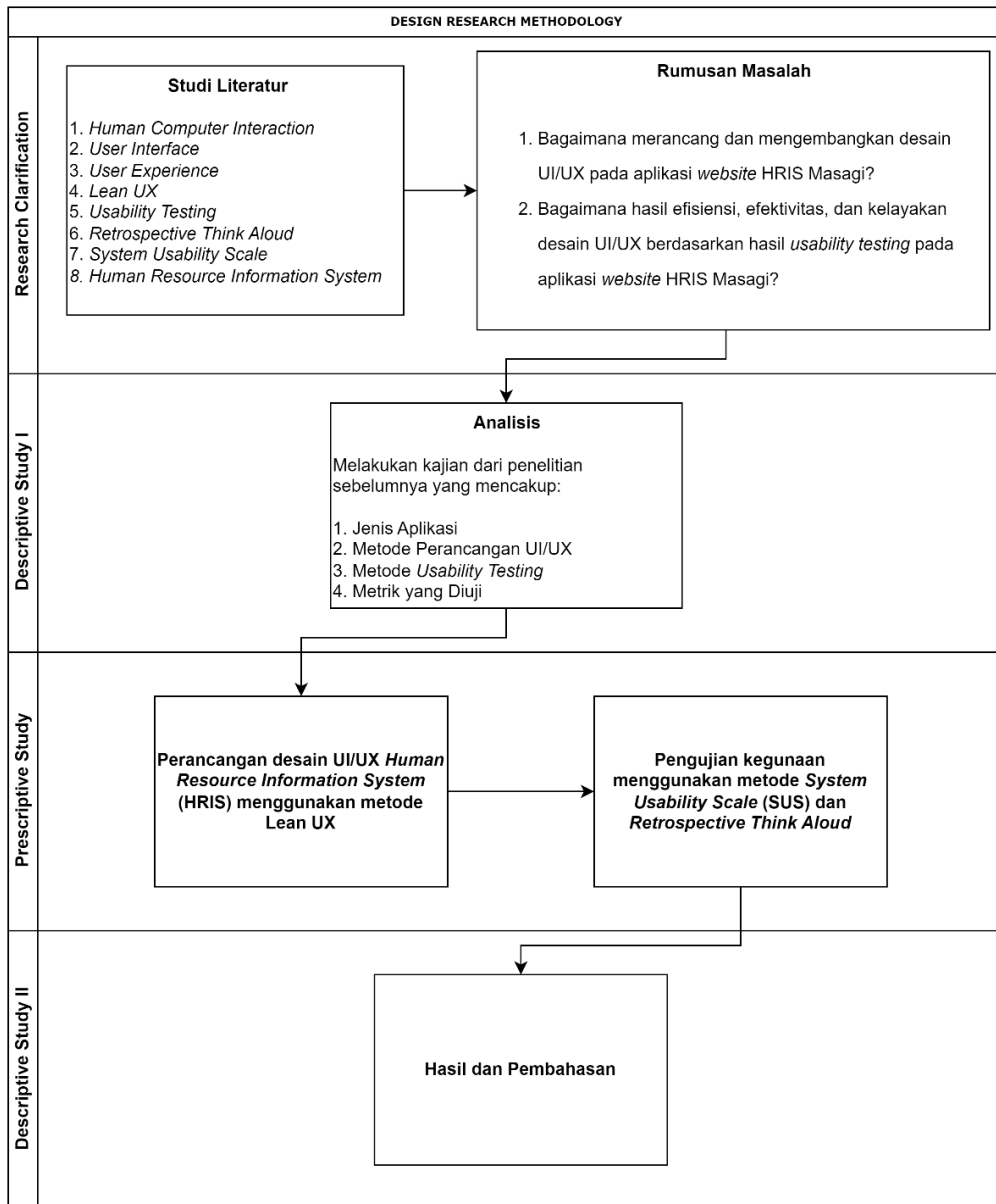 DESIGN RESEARCH METHODOLOGY
Research Clarification
Studi Literatur
1. Human Computer Interaction
2. User Interface
3. User Experience
4. Lean UX
5. Usability Testing
6. Retrospective Think Aloud
7. System Usability Scale
8. Human Resource Information System
Rumusan Masalah
1. Bagaimana merancang dan mengembangkan desain
UI/UX pada aplikasi website HRIS Masagi?
2. Bagaimana hasil efisiensi, efektivitas, dan kelayakan
desain UI/UX berdasarkan hasil usability testing pada
aplikasi website HRIS Masagi?
Descriptive Study I
Analisis
Melakukan kajian dari penelitian
sebelumnya yang mencakup:
1. Jenis Aplikasi
2. Metode Perancangan UI/UX
3. Metode Usability Testing
4. Metrik yang Diuji
Prescriptive Study
Perancangan desain UI/UX Human
Resource Information System
(HRIS) menggunakan metode
Lean UX
Pengujian kegunaan
menggunakan metode System
Usability Scale (SUS) dan
Retrospective Think Aloud
Descriptive Study II
Hasil dan Pembahasan